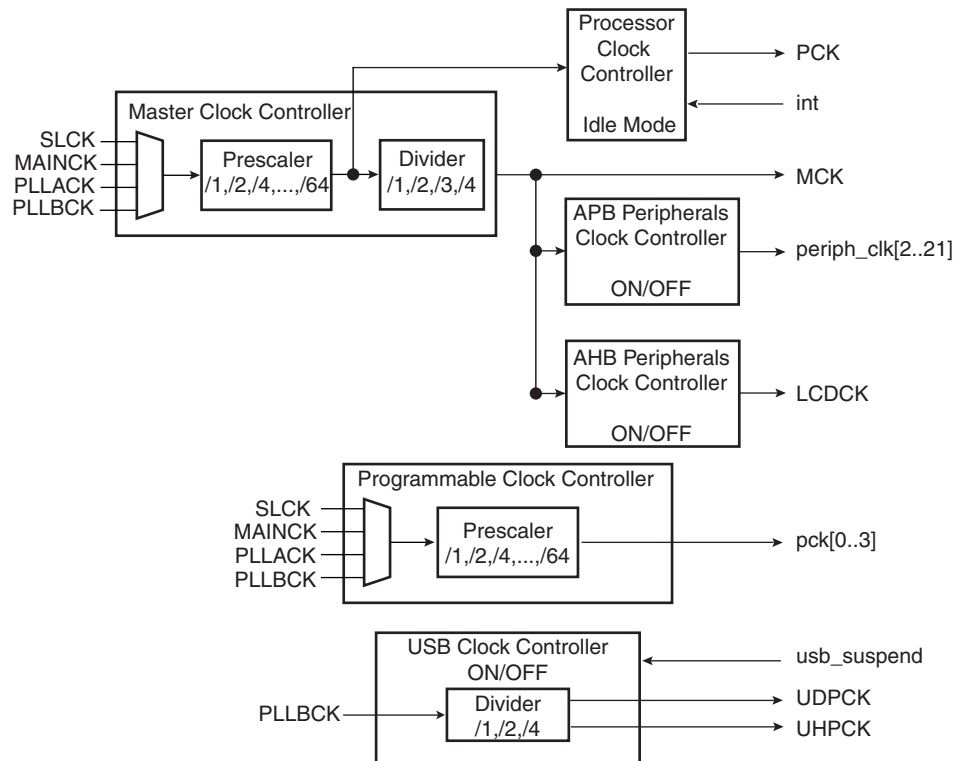 Processor
Clock
Controller
Idle Mode
PCK
int
Master Clock Controller
SLCK
MAINCK
PLLACK
PLLBCK
Prescaler
/1,/2,/4,...,/64
Divider
/1,/2,/3,/4
MCK
APB Peripherals
Clock Controller
ON/OFF
periph_clk[2..21]
AHB Peripherals
Clock Controller
ON/OFF
LCDCK
Programmable Clock Controller
SLCK
MAINCK
PLLACK
PLLBCK
Prescaler
/1,/2,/4,...,/64
pck[0..3]
USB Clock Controller
ON/OFF
usb_suspend
PLLBCK
Divider
/1,/2,/4
UDPCK
UHPCK